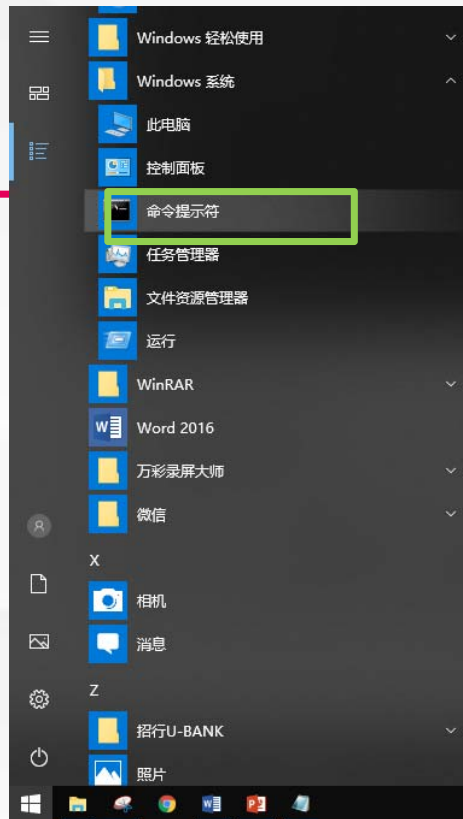 Windows 轻松使用
Windows 系统
此电脑
控制面板
命令提示符
任务管理器
文件资源管理器
运行
WinRAR
Word 2016
万彩录屏大师
微信
X
相机
消息
Z
招行U-BANK
照片